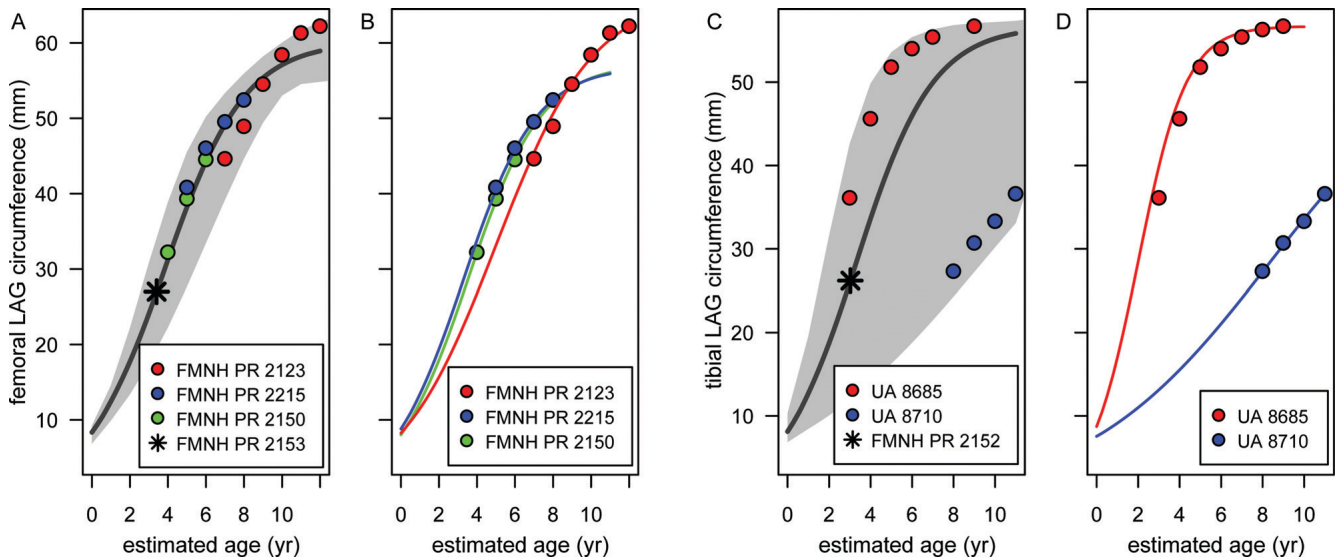 A
B
C
D
femoral LAG circumference (mm)
60
50
40
30
20
10
FMNH PR 2123
FMNH PR 2215
FMNH PR 2150
FMNH PR 2153
0 2 4 6 8 10
estimated age (yr)
FMNH PR 2123
FMNH PR 2215
FMNH PR 2150
0 2 4 6 8 10
estimated age (yr)
tibial LAG circumference (mm)
50
40
30
20
10
UA 8685
UA 8710
FMNH PR 2152
0 2 4 6 8 10
estimated age (yr)
UA 8685
UA 8710
0 2 4 6 8 10
estimated age (yr)